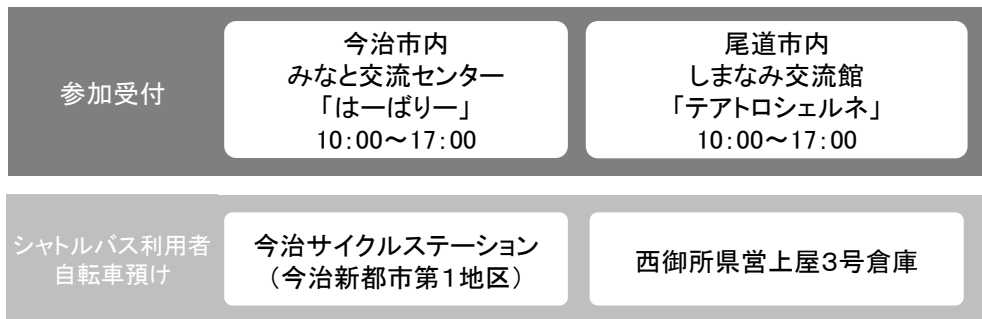 参加受付
今治市内
みなと交流センター
「はーばりー」
10:00～17:00
尾道市内
しまなみ交流館
「テアトロシェルネ」
10:00～17:00
シャトルバス利用者
自転車預け
今治サイクルステーション
（今治新都市第1地区）
西御所県営上屋3号倉庫